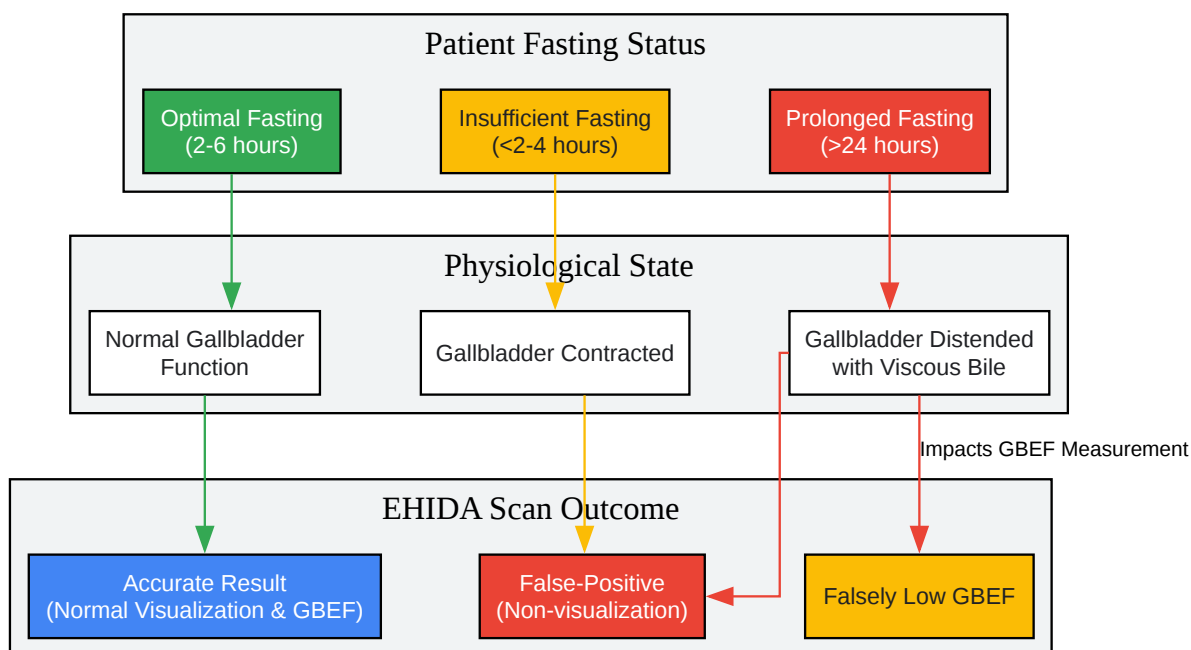 Patient Fasting Status
Optimal Fasting
(2-6 hours)
Insufficient Fasting
(<2-4 hours)
Prolonged Fasting
(>24 hours)
Physiological State
Normal Gallbladder
Function
Gallbladder Contracted
Gallbladder Distended
with Viscous Bile
Impacts GBEF Measurement
EHIDA Scan Outcome
Accurate Result
(Normal Visualization & GBEF)
False-Positive
(Non-visualization)
Falsely Low GBEF